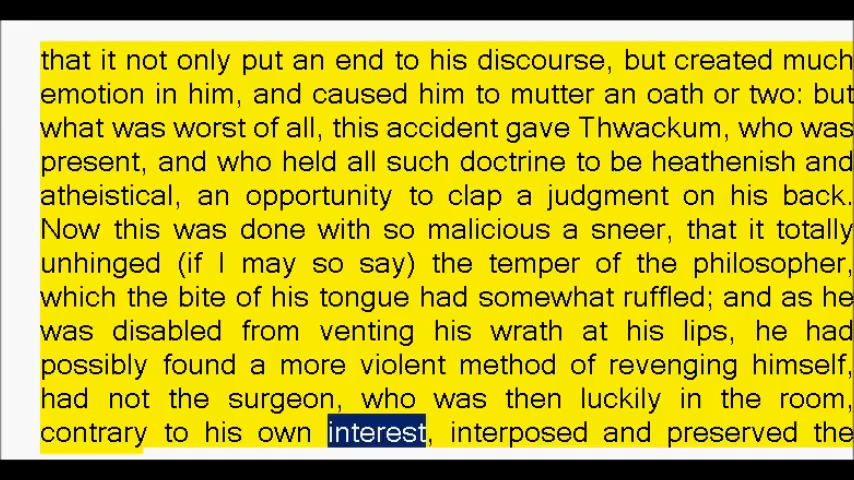 that it not only put an end to his discourse, but created much
emotion in him, and caused him to mutter an oath or two: but
what was worst of all, this accident gave Thwackum, who was
present, and who held all such doctrine to be heathenish and
atheistical, an opportunity to clap a judgment on his back.
Now this was done with so malicious a sneer, that it totally
unhinged (if I may so say) the temper of the philosopher,
which the bite of his tongue had somewhat ruffled; and as he
was disabled from venting his wrath at his lips, he had
possibly found a more violent method of revenging himself,
had not the surgeon, who was then luckily in the room,
contrary to his own interest, interposed and preserved the